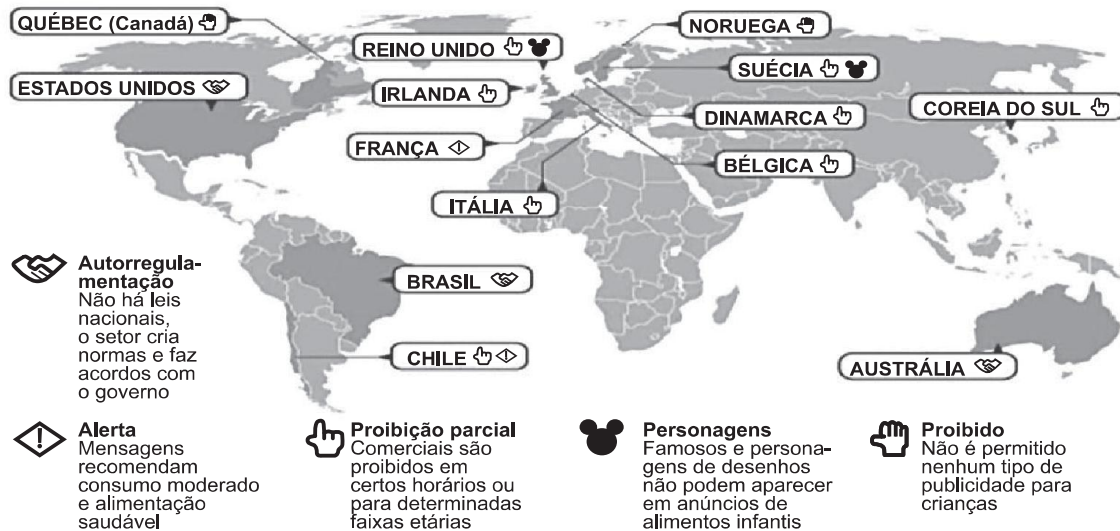 QUÉBEC (Canadá)
NORUEGA
REINO UNIDO
SUÉCIA
ESTADOS UNIDOS
IRLANDA
DINAMARCA
COREIA DO SUL
FRANÇA
BÉLGICA
ITÁLIA
BRASIL
CHILE
AUSTRÁLIA
Autorregula-
mentação
Não há leis
nacionais,
o setor cria
normas e faz
acordos com
o governo
Alerta
Mensagens
recomendam
consumo moderado
e alimentação
saudável
Proibição parcial
Comerciais são
proibidos em
certos horários ou
para determinadas
faixas etárias
Personagens
Famosos e persona-
gens de desenhos
não podem aparecer
em anúncios de
alimentos infantis
Proibido
Não é permitido
nenhum tipo de
publicidade para
crianças